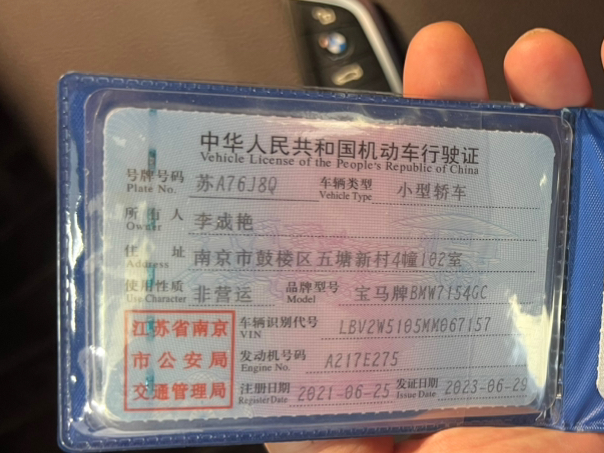 中华人民共和国机动车行驶证
Vehicle License of the People's Republic of China
号牌号码 苏A76J8Q 车辆类型 小型轿车
Plate No. Vehicle Type
所有人 李成艳
Owner
住址 南京市鼓楼区五塘新村4幢102室
Address
使用性质 非营运 品牌型号 宝马牌BMW7154GC
Use Character Model
江苏省南京
市公安局
交通管理局
车辆识别代号 LBV2W5105MM067157
VIN
发动机号码 A217E275
Engine No.
注册日期 2021-06-25 发证日期 2023-06-29
Register Date Issue Date